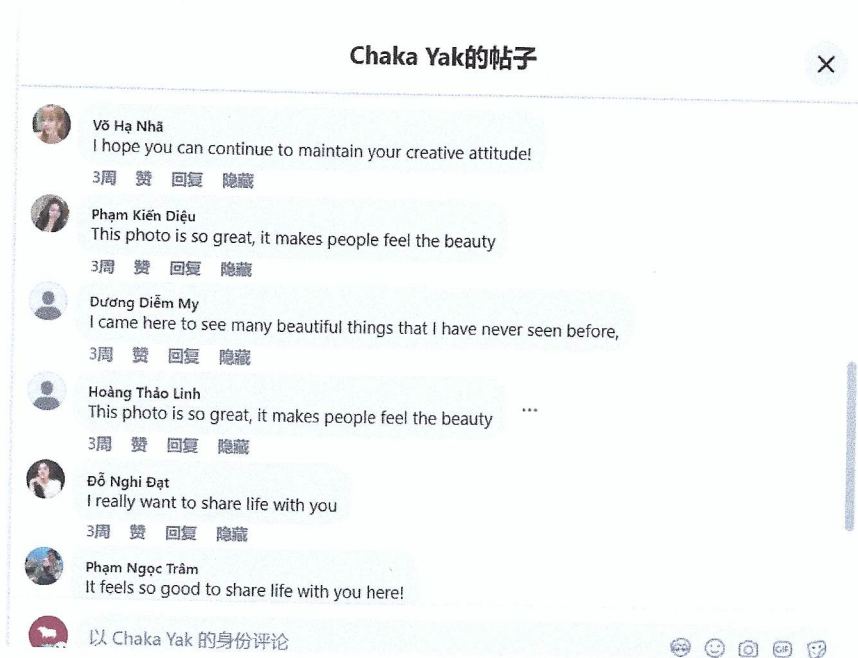 Chaka Yak的帖子
Võ Hạ Nhã
I hope you can continue to maintain your creative attitude!
3周 赞 回复 隐藏
Phạm Kiến Diệu
This photo is so great, it makes people feel the beauty
3周 赞 回复 隐藏
Dương Diễm My
I came here to see many beautiful things that I have never seen before,
3周 赞 回复 隐藏
Hoàng Thảo Linh
This photo is so great, it makes people feel the beauty
3周 赞 回复 隐藏
Đỗ Nghi Đạt
I really want to share life with you
3周 赞 回复 隐藏
Phạm Ngọc Trâm
It feels so good to share life with you here!
以 Chaka Yak 的身份评论
GIF